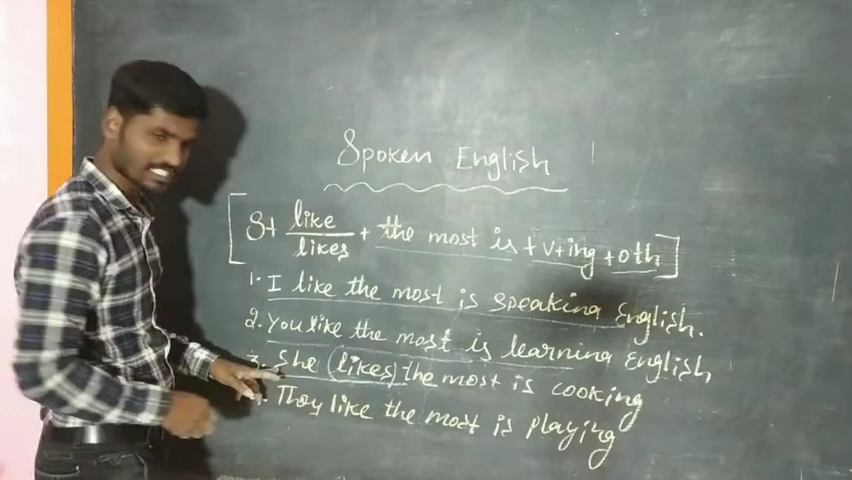 Spoken English
[S+ like/likes + the most is + v+ing + oth]
1. I like the most is speaking English.
2. You like the most is learning English,
3. She (likes) the most is cooking
They like the most is playing